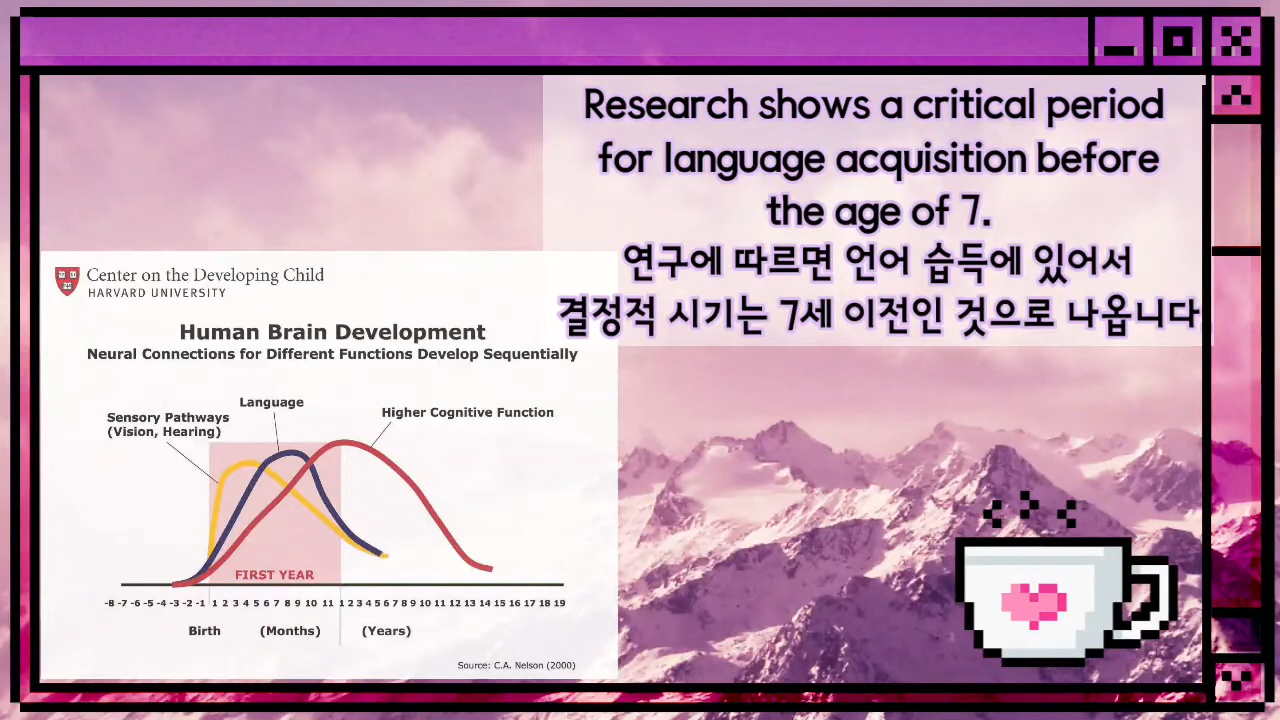 Research shows a critical period
for language acquisition before
the age of 7.
연구에 따르면 언어 습득에 있어서
결정적 시기는 7세 이전인 것으로 나옵니다
Center on the Developing Child
HARVARD UNIVERSITY
Human Brain Development
Neural Connections for Different Functions Develop Sequentially
Language
Higher Cognitive Function
Sensory Pathways
(Vision, Hearing)
FIRST YEAR
-8 -7 -6 -5 -4 -3 -2 -1 1 2 3 4 5 6 7 8 9 10 11 1 2 3 4 5 6 7 8 9 10 11 12 13 14 15 16 17 18 19
Birth (Months) (Years)
Source: C.A. Nelson (2000)